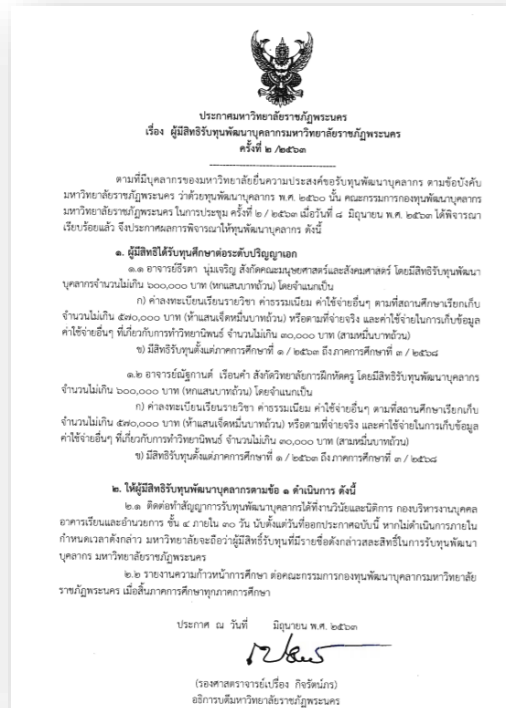 ประกาศมหาวิทยาลัยราชภัฏพระนคร
เรื่อง ผู้มีสิทธิรับทุนพัฒนาบุคลากรมหาวิทยาลัยราชภัฏพระนคร
ครั้งที่ ๒ /๒๕๖๓
ตามที่มีบุคลากรของมหาวิทยาลัยยื่นความประสงค์ขอรับทุนพัฒนาบุคลากร ตามข้อบังคับ
มหาวิทยาลัยราชภัฏพระนคร ว่าด้วยทุนพัฒนาบุคลากร พ.ศ. ๒๕๖๐ นั้น คณะกรรมการกองทุนพัฒนาบุคลากร
มหาวิทยาลัยราชภัฏพระนคร ในการประชุม ครั้งที่ ๒ / ๒๕๖๓ เมื่อวันที่ ๘ มิถุนายน พ.ศ. ๒๕๖๓ ได้พิจารณา
เรียบร้อยแล้ว จึงประกาศผลการพิจารณาให้ทุนพัฒนาบุคลากร ดังนี้
๑. ผู้มีสิทธิได้รับทุนศึกษาต่อระดับปริญญาเอก
๑.๑ อาจารย์ธีรตา นุ่มเจริญ สังกัดคณะมนุษยศาสตร์และสังคมศาสตร์ โดยมีสิทธิรับทุนพัฒนา
บุคลากรจำนวนไม่เกิน ๖๐๐,๐๐๐ บาท (หกแสนบาทถ้วน) โดยจำแนกเป็น
ก) ค่าลงทะเบียนเรียนรายวิชา ค่าธรรมเนียม ค่าใช้จ่ายอื่นๆ ตามที่สถานศึกษาเรียกเก็บ
จำนวนไม่เกิน ๕๗๐,๐๐๐ บาท (ห้าแสนเจ็ดหมื่นบาทถ้วน) หรือตามที่จ่ายจริง และค่าใช้จ่ายในการเก็บข้อมูล
ค่าใช้จ่ายอื่นๆ ที่เกี่ยวกับการทำวิทยานิพนธ์ จำนวนไม่เกิน ๓๐,๐๐๐ บาท (สามหมื่นบาทถ้วน)
ข) มีสิทธิรับทุนตั้งแต่ภาคการศึกษาที่ ๑ / ๒๕๖๓ ถึงภาคการศึกษาที่ ๓ / ๒๕๖๘
๑.๒ อาจารย์ณัฐกานต์ เรือนคำ สังกัดวิทยาลัยการฝึกหัดครู โดยมีสิทธิรับทุนพัฒนาบุคลากร
จำนวนไม่เกิน ๖๐๐,๐๐๐ บาท (หกแสนบาทถ้วน) โดยจำแนกเป็น
ก) ค่าลงทะเบียนเรียนรายวิชา ค่าธรรมเนียม ค่าใช้จ่ายอื่นๆ ตามที่สถานศึกษาเรียกเก็บ
จำนวนไม่เกิน ๕๗๐,๐๐๐ บาท (ห้าแสนเจ็ดหมื่นบาทถ้วน) หรือตามที่จ่ายจริง และค่าใช้จ่ายในการเก็บข้อมูล
ค่าใช้จ่ายอื่นๆ ที่เกี่ยวกับการทำวิทยานิพนธ์ จำนวนไม่เกิน ๓๐,๐๐๐ บาท (สามหมื่นบาทถ้วน)
ข) มีสิทธิรับทุนตั้งแต่ภาคการศึกษาที่ ๑ / ๒๕๖๓ ถึงภาคการศึกษาที่ ๓ / ๒๕๖๘
๒. ให้ผู้มีสิทธิรับทุนพัฒนาบุคลากรตามข้อ ๑ ดำเนินการ ดังนี้
๒.๑ ติดต่อทำสัญญาการรับทุนพัฒนาบุคลากรได้ที่งานวินัยและนิติการ กองบริหารงานบุคคล
อาคารเรียนและอำนวยการ ชั้น ๔ ภายใน ๓๐ วัน นับตั้งแต่วันที่ออกประกาศฉบับนี้ หากไม่ดำเนินการภายใน
กำหนดเวลาดังกล่าว มหาวิทยาลัยจะถือว่าผู้มีสิทธิ์รับทุนที่มีรายชื่อดังกล่าวสละสิทธิ์ในการรับทุนพัฒนา
บุคลากร มหาวิทยาลัยราชภัฏพระนคร
๒.๒ รายงานความก้าวหน้าการศึกษา ต่อคณะกรรมการกองทุนพัฒนาบุคลากรมหาวิทยาลัย
ราชภัฏพระนคร เมื่อสิ้นภาคการศึกษาทุกภาคการศึกษา
ประกาศ ณ วันที่ มิถุนายน พ.ศ. ๒๕๖๓
(รองศาสตราจารย์เปรื่อง กิจรัตน์ภร)
อธิการบดีมหาวิทยาลัยราชภัฏพระนคร